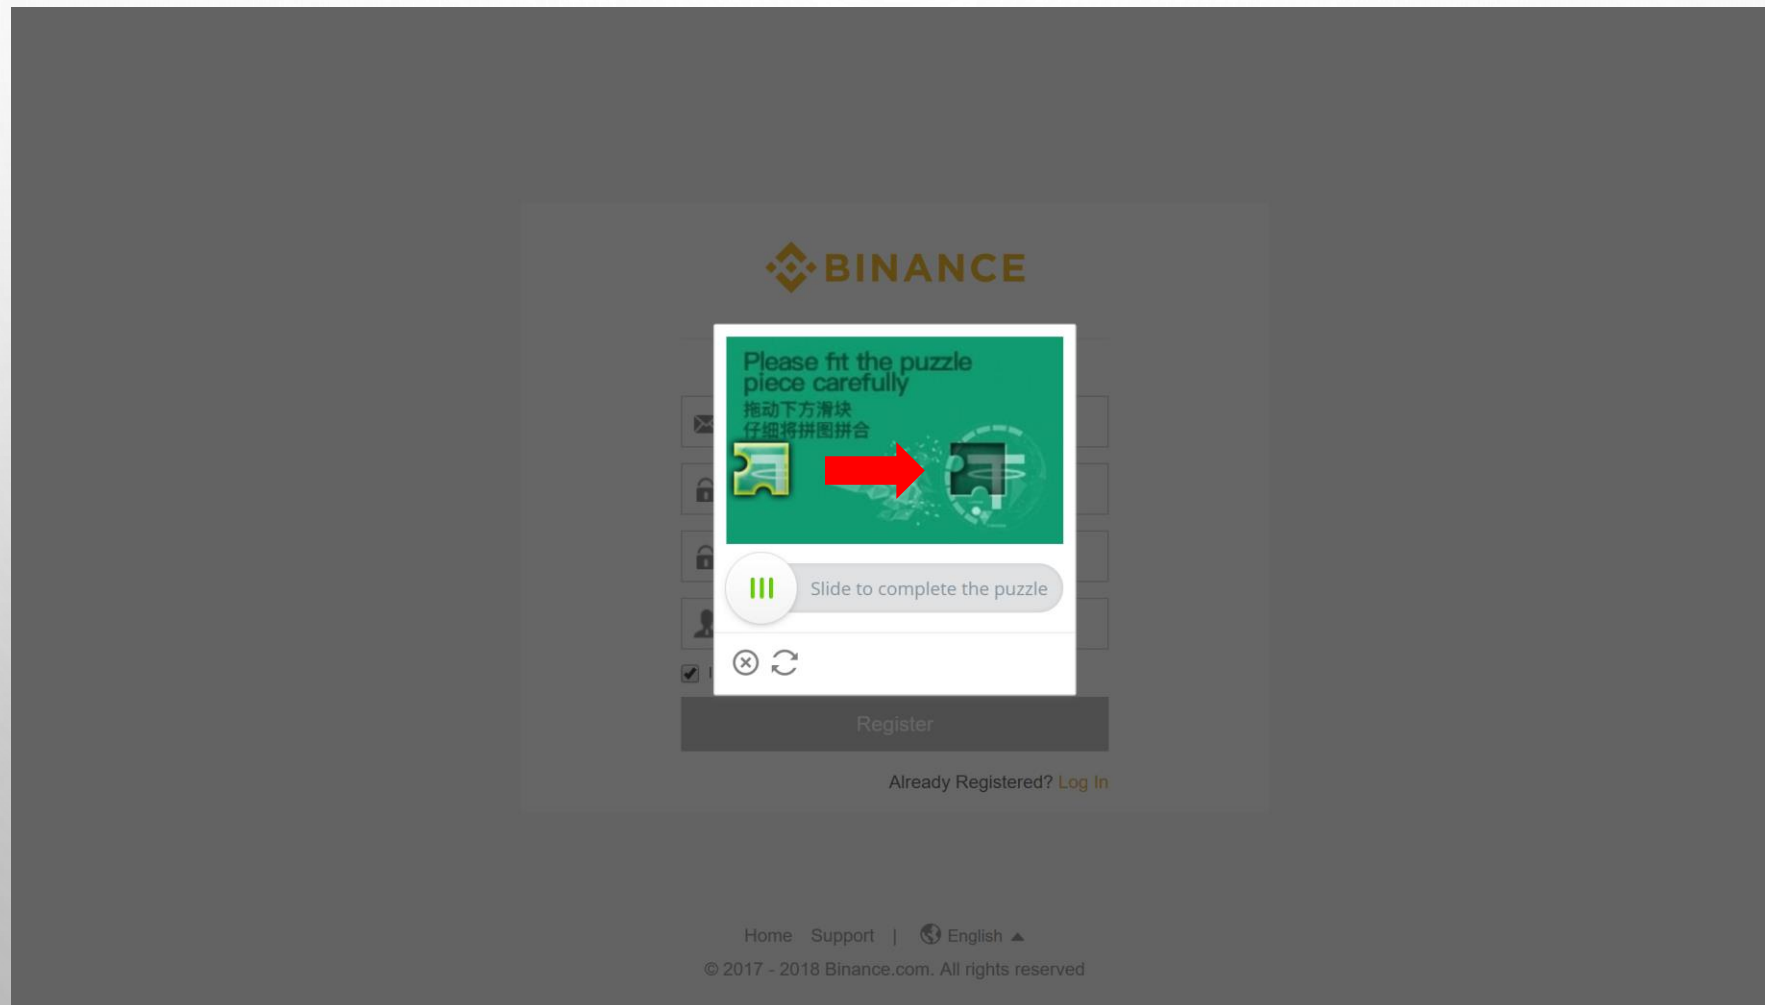 BINANCE
Please fit the puzzle
piece carefully
拖动下方滑块
仔细将拼图拼合
Slide to complete the puzzle
I
Register
Already Registered? Log In
Home Support | English
© 2017 - 2018 Binance.com. All rights reserved